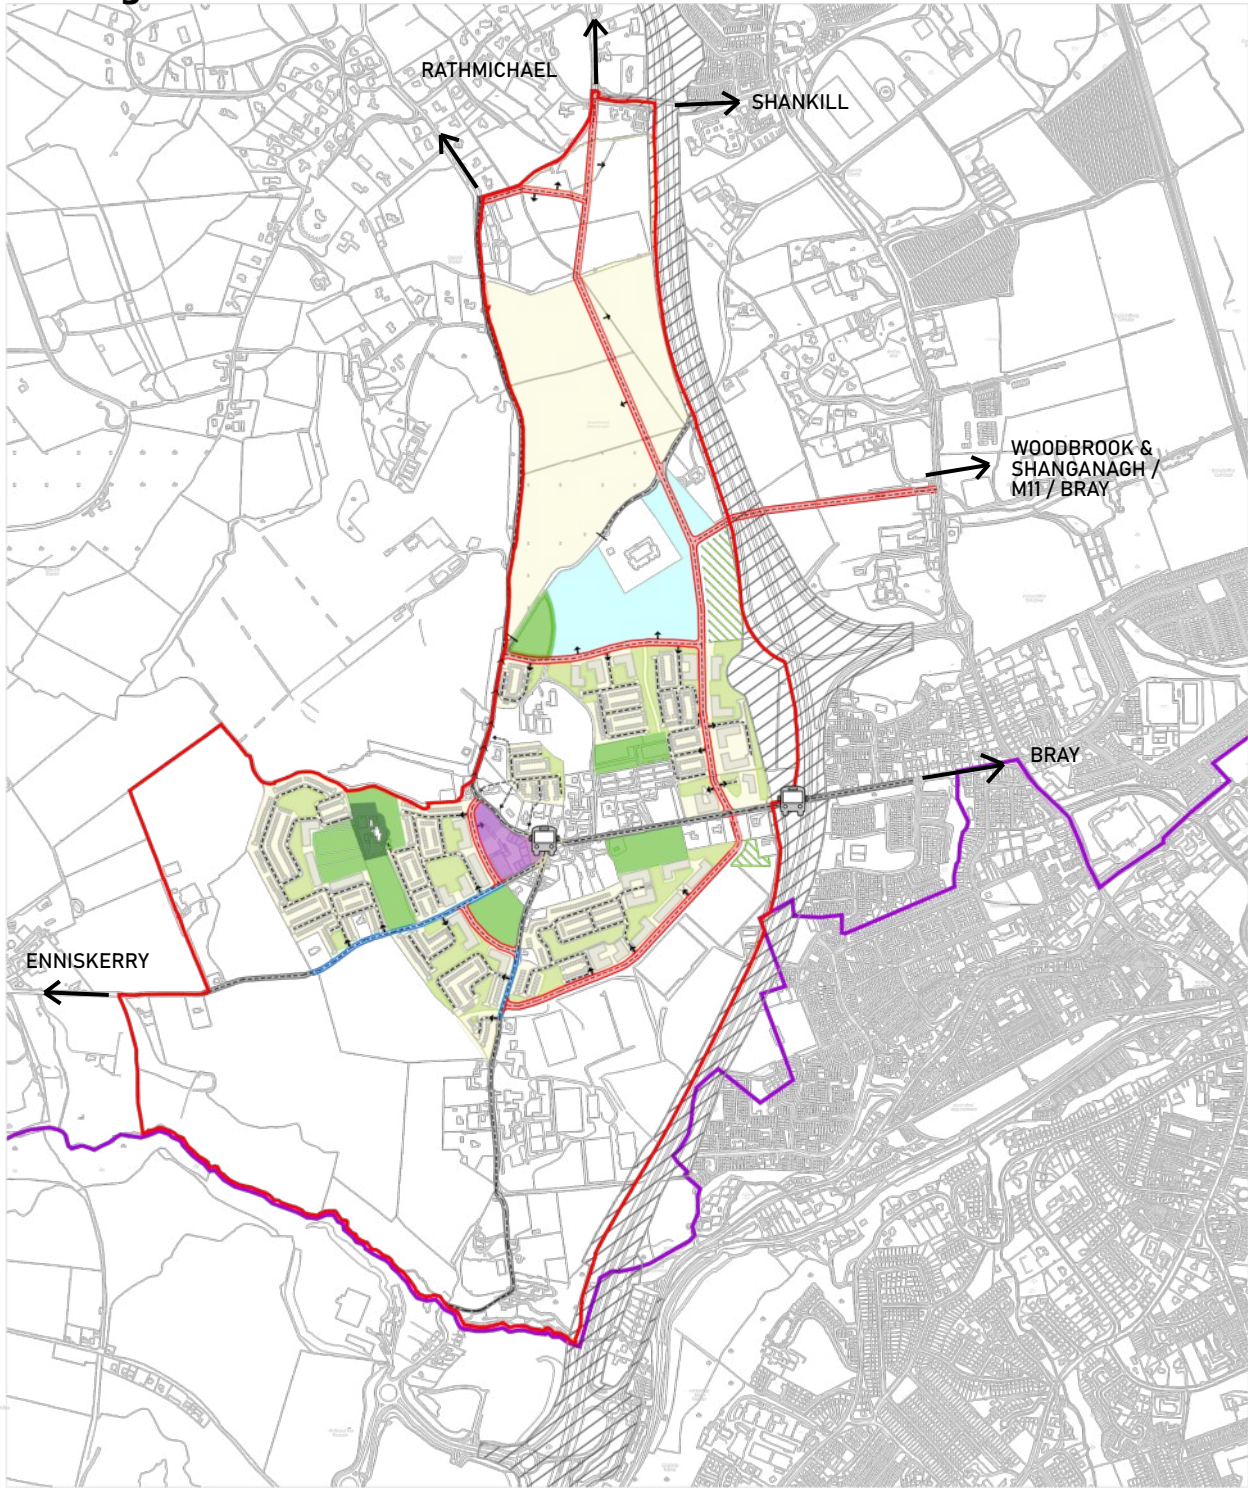 RATHMICHAEL
SHANKILL
WOODBROOK &
SHANGANAGH /
M11 / BRAY
BRAY
ENNISKERRY